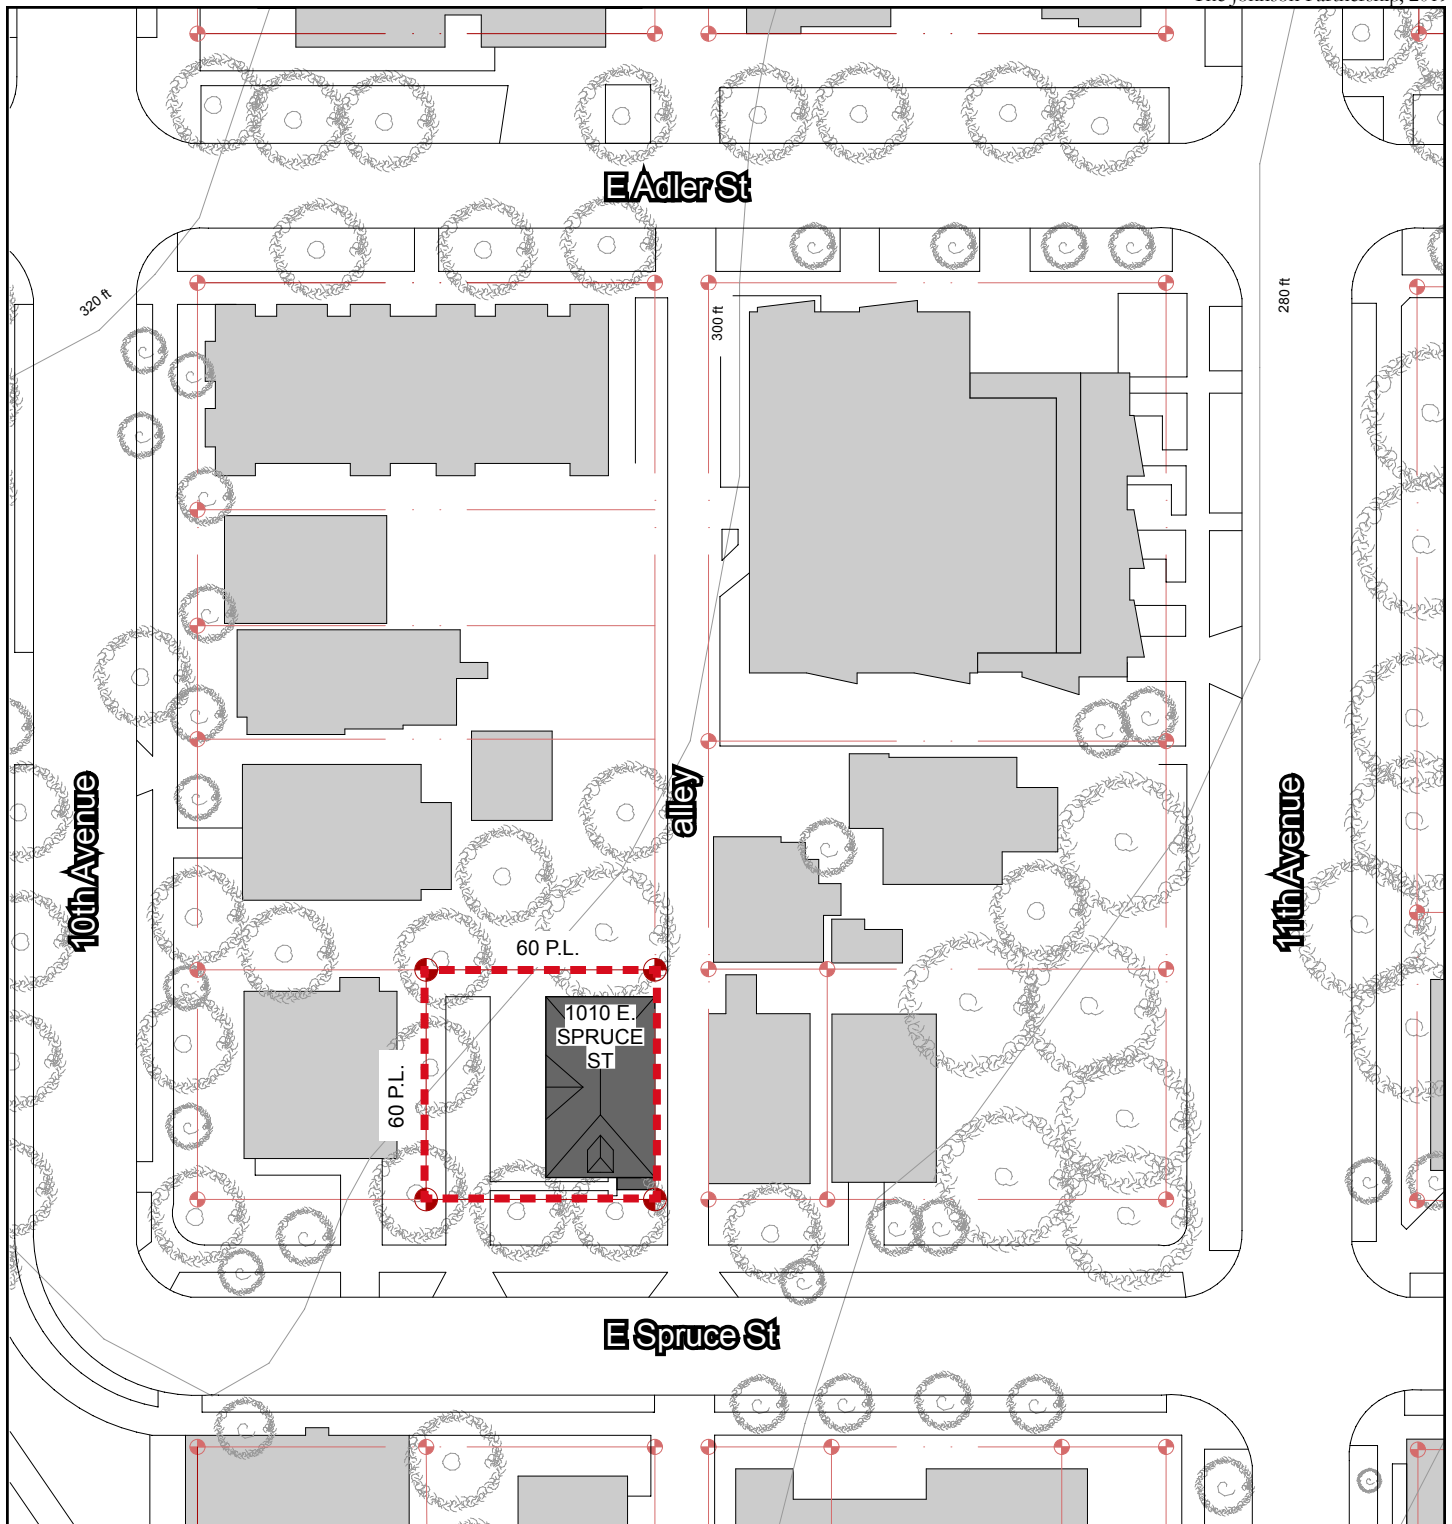 E Adler St
320 ft
300 ft
280 ft
10th Avenue
alley
11th Avenue
60 P.L.
1010 E.
SPRUCE
ST
60 P.L.
E Spruce St